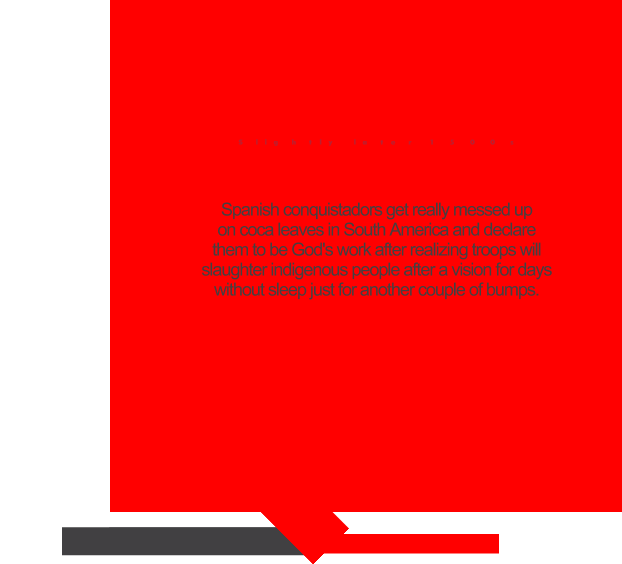 Spanish conquistadors get really messed up
on coca leaves in South America and declare
them to be God's work after realizing troops will
slaughter indigenous people after a vision for days
without sleep just for another couple of bumps.